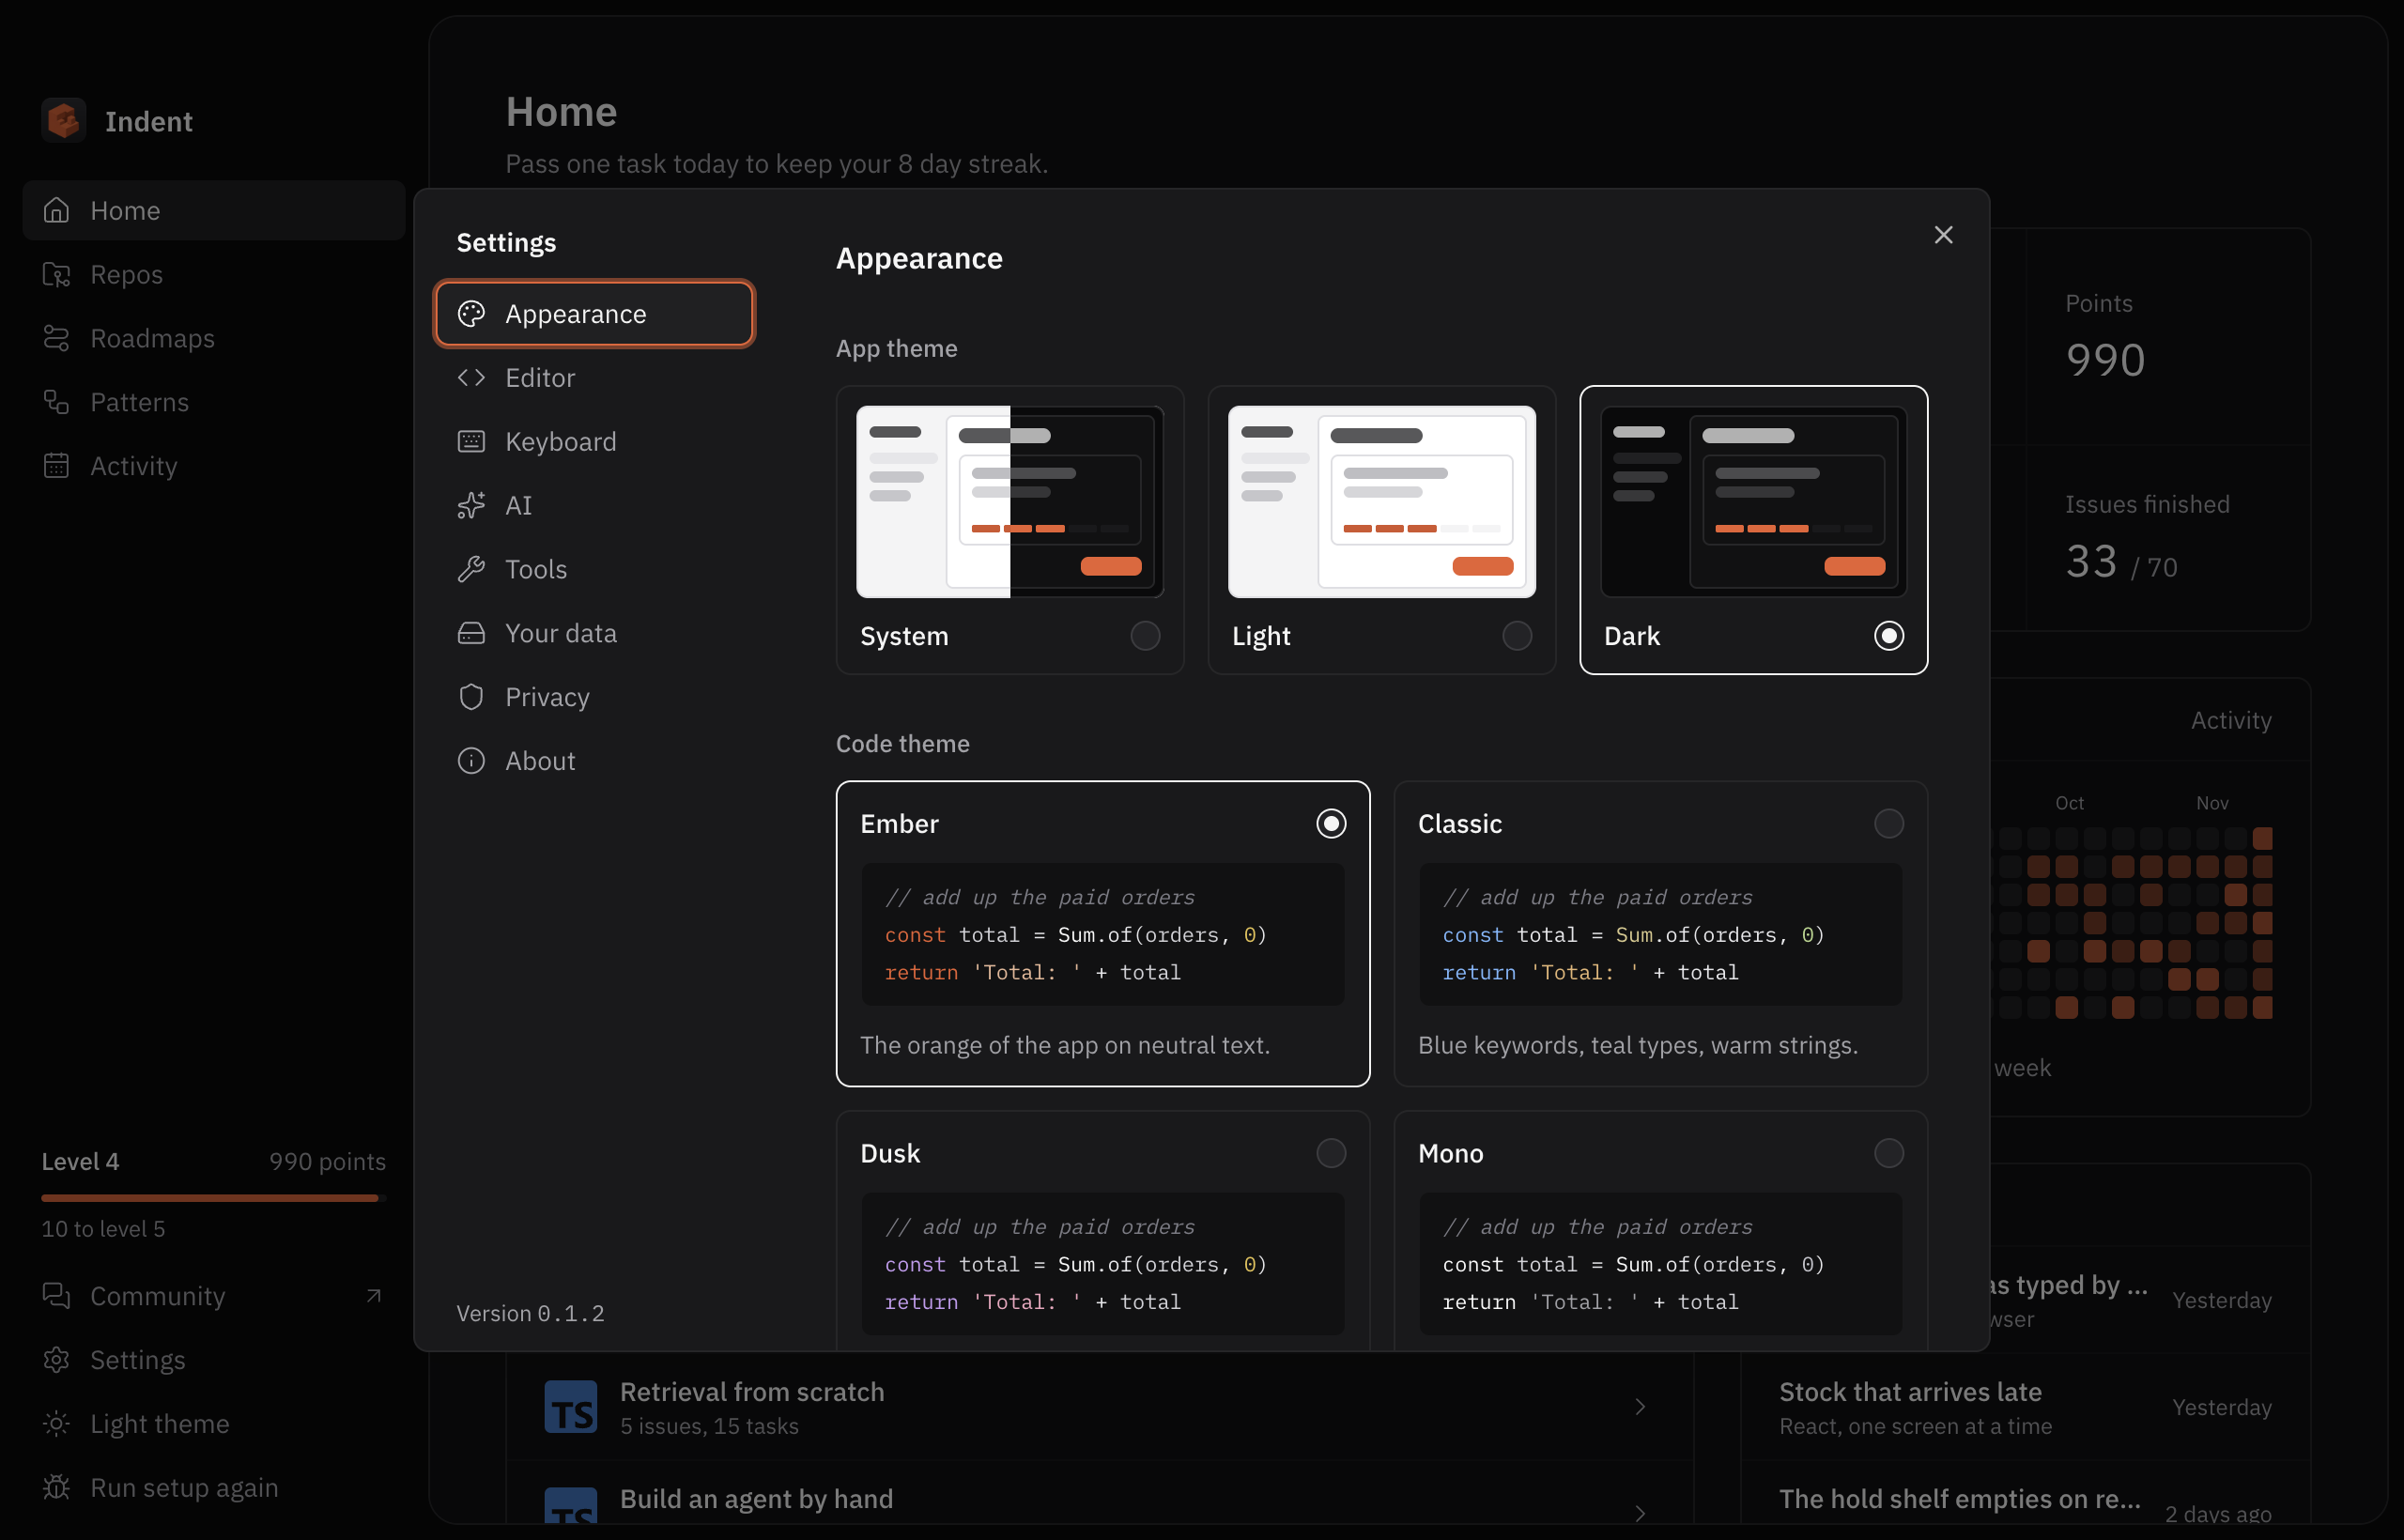 Indent
Home
Repos
Roadmaps
Patterns
Activity
Level 4
990 points
10 to level 5
Community
Settings
Light theme
Run setup again
Home
Pass one task today to keep your 8 day streak.
Points
990
Issues finished
33 / 70
Activity
Oct
Nov
week
Settings
Appearance
Editor
Keyboard
AI
Tools
Your data
Privacy
About
Version 0.1.2
Appearance
App theme
System
Light
Dark
Code theme
Ember
// add up the paid orders
const total = Sum.of(orders, 0)
return 'Total: ' + total
The orange of the app on neutral text.
Classic
// add up the paid orders
const total = Sum.of(orders, 0)
return 'Total: ' + total
Blue keywords, teal types, warm strings.
Dusk
// add up the paid orders
const total = Sum.of(orders, 0)
return 'Total: ' + total
Mono
// add up the paid orders
const total = Sum.of(orders, 0)
return 'Total: ' + total
TS
Retrieval from scratch
5 issues, 15 tasks
TS
Build an agent by hand
typed by ...
Yesterday
Stock that arrives late
React, one screen at a time
Yesterday
The hold shelf empties on re...
2 days ago